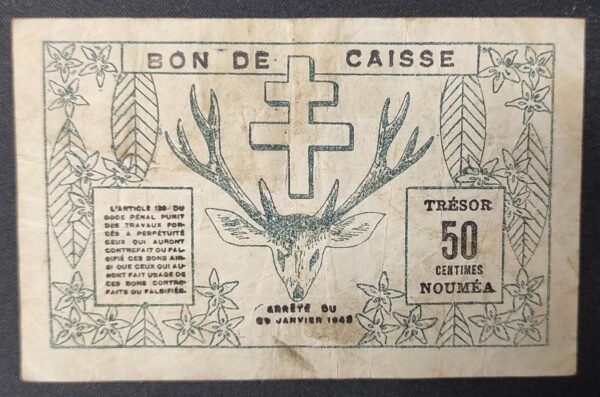 BON DE CAISSE
L'ARTICLE 139 DU
CODE PÉNAL PUNIT
DES TRAVAUX FOR-
CÉS A PERPÉTUITÉ
CEUX QUI AURONT
CONTREFAIT OU FAL-
SIFIÉ CES BONS AIN-
SI QUE CEUX QUI AU-
RONT FAIT USAGE DE
CES BONS CONTRE-
FAITS OU FALSIFIÉS.
TRÉSOR
50
CENTIMES
NOUMÉA
ARRÊTÉ DU
29 JANVIER 1943